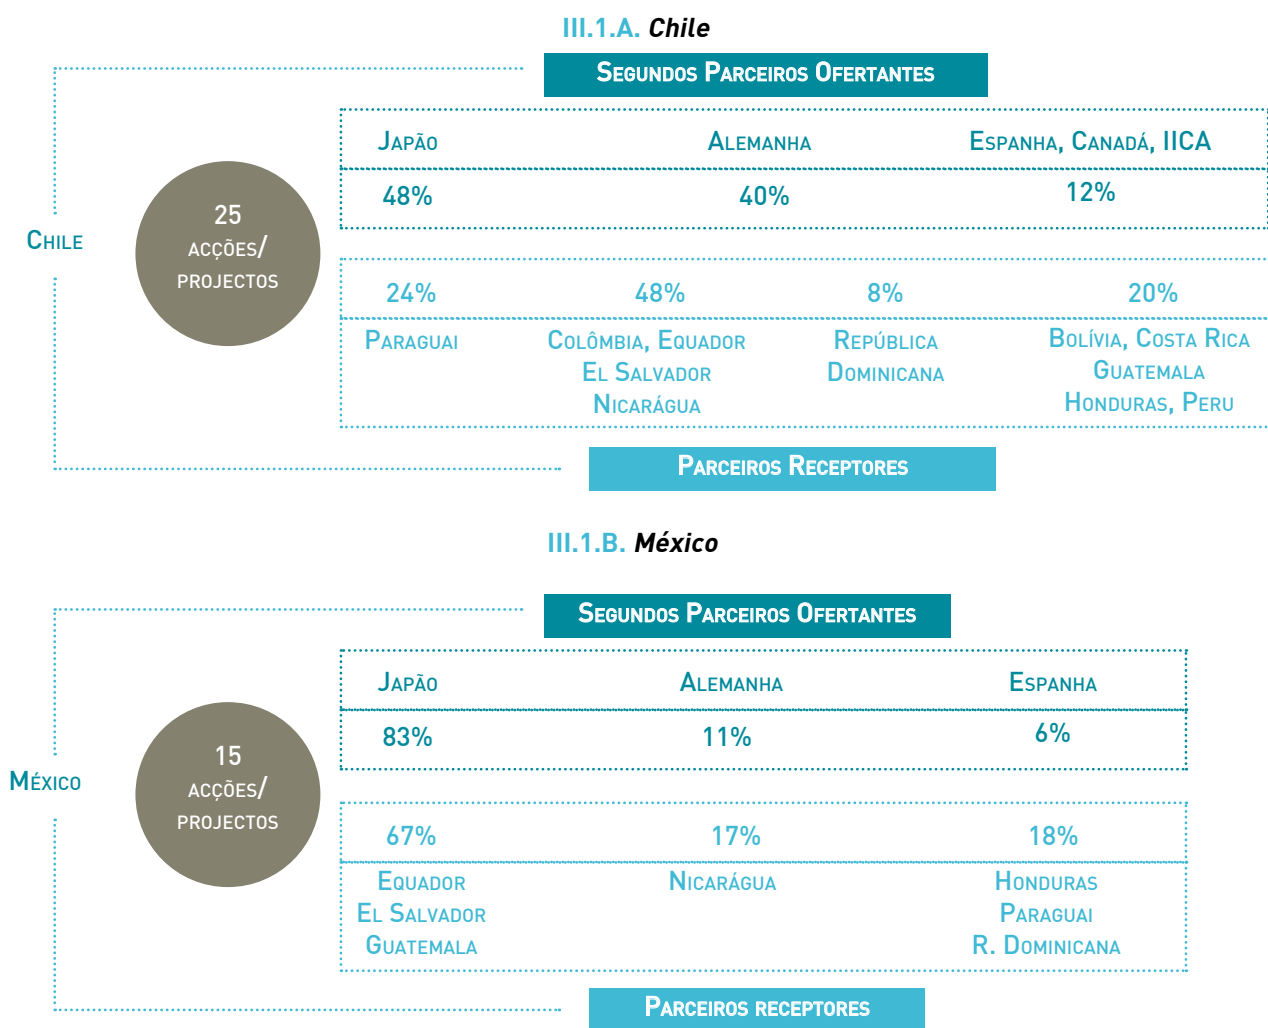 III.1.A. Chile
Segundos Parceiros Ofertantes
Japão Alemanha Espanha, Canadá, IICA
48% 40% 12%
Chile
25
acções/
projectos
24% 48% 8% 20%
Paraguai Colômbia, Equador República Bolívia, Costa Rica
El Salvador Dominicana Guatemala
Nicarágua Honduras, Peru
Parceiros Receptores
III.1.B. México
Segundos Parceiros Ofertantes
Japão Alemanha Espanha
83% 11% 6%
México
15
acções/
projectos
67% 17% 18%
Equador Nicarágua Honduras
El Salvador Paraguai
Guatemala R. Dominicana
Parceiros receptores